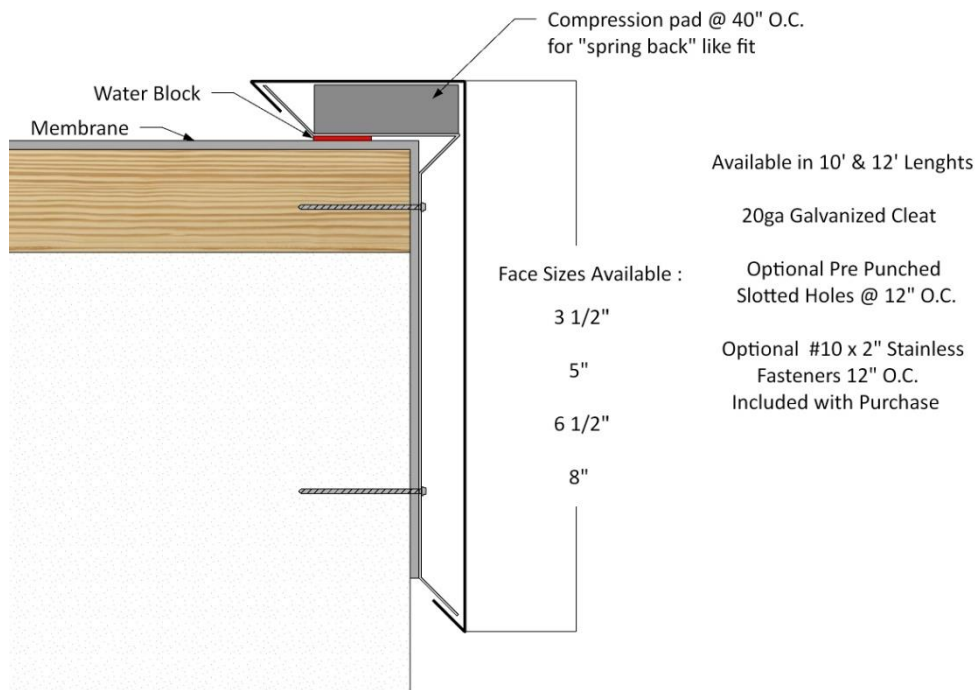 Compression pad @ 40" O.C.
for "spring back" like fit
Water Block
Membrane
Available in 10' & 12' Lenghts
20ga Galvanized Cleat
Optional Pre Punched
Slotted Holes @ 12" O.C.
Optional #10 x 2" Stainless
Fasteners 12" O.C.
Included with Purchase
Face Sizes Available :
3 1/2"
5"
6 1/2"
8"